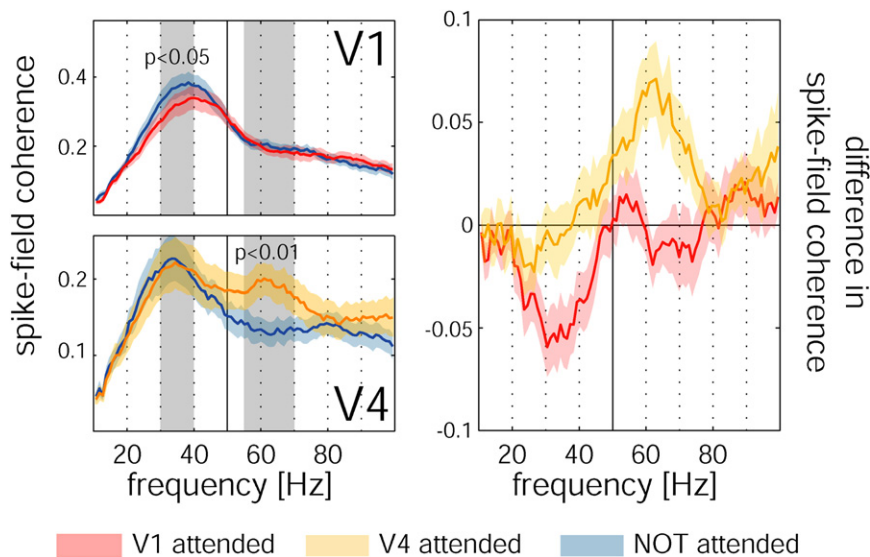 V1
p<0.05
0.4
0.2
spike-field coherence
V4
p<0.01
0.2
0.1
20 40 60 80
frequency [Hz]
0.1
0.05
0
-0.05
-0.1
difference in
spike-field coherence
20 40 60 80
frequency [Hz]
V1 attended V4 attended NOT attended